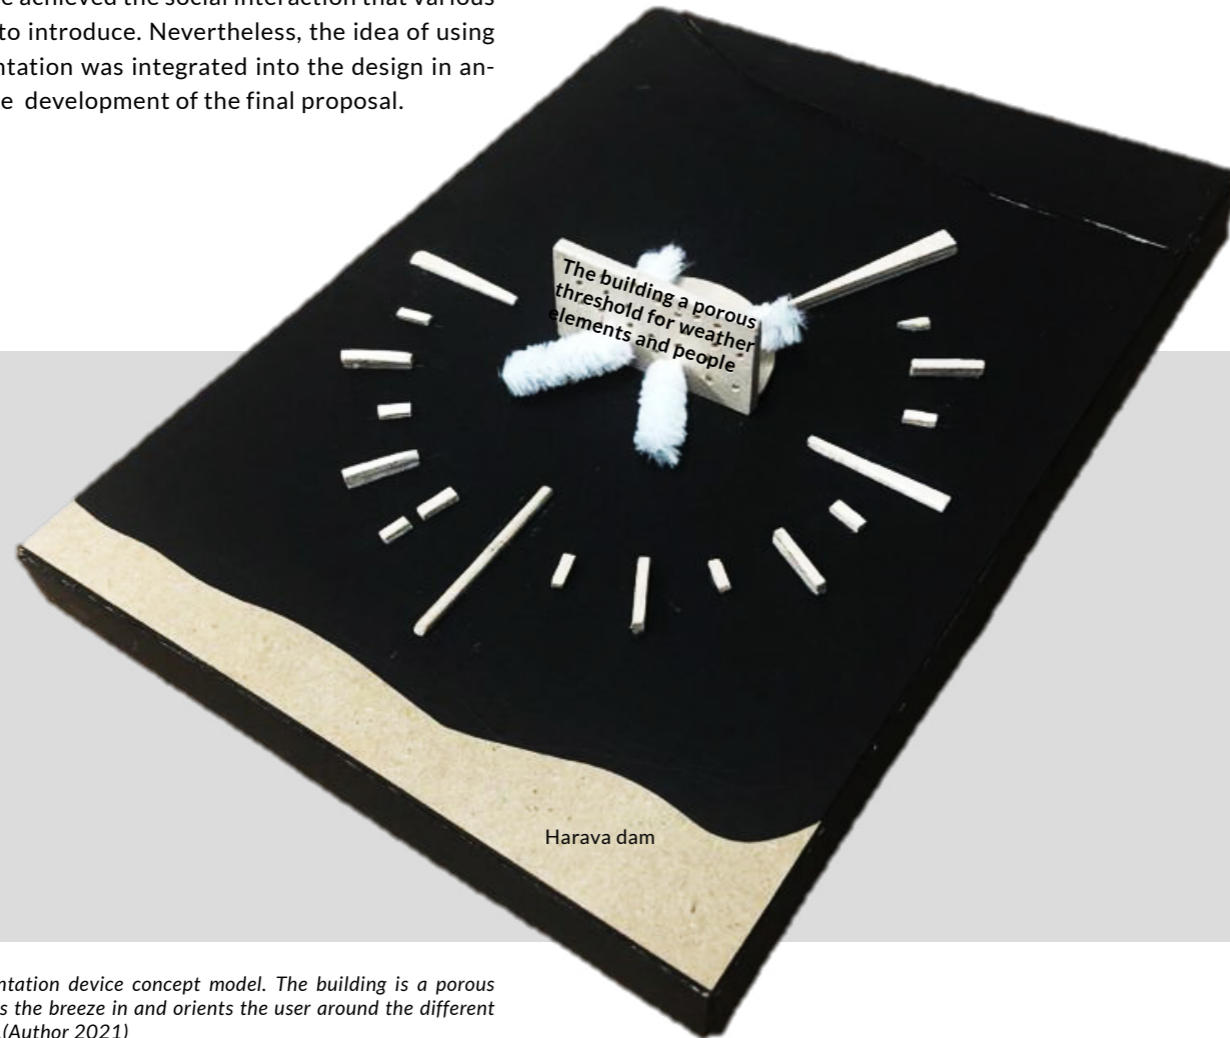 e achieved the social interaction that various
to introduce. Nevertheless, the idea of using
ntation was integrated into the design in an-
e development of the final proposal.
The building a porous
threshold for weather
elements and people
Harava dam
ntation device concept model. The building is a porous
s the breeze in and orients the user around the different
(Author 2021)